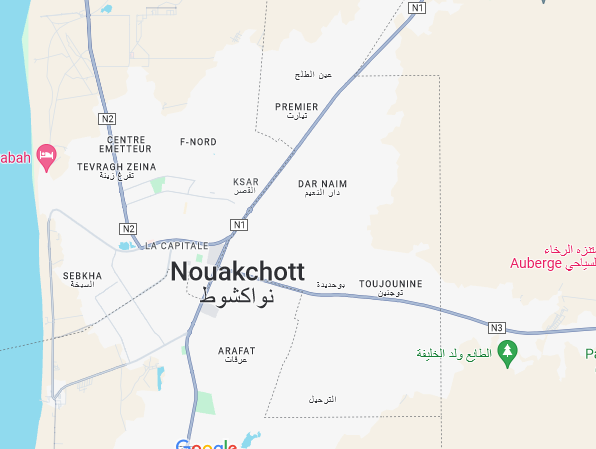 N1
عين الطلح
PREMIER
تيارت
N2
CENTRE
EMETTEUR
F-NORD
abah
TEVRAGH ZEINA
تفرغ زينة
KSAR
القصر
DAR NAIM
دار النعيم
N1
N2
LA CAPITALE
منتزه الرخاء
السياحي Auberge
SEBKHA
السبخة
Nouakchott
نواكشوط
بوحديدة
TOUJOUNINE
توجنين
N3
ARAFAT
عرفات
الطايع ولد الخليفة
Pa
الترحيل
Google